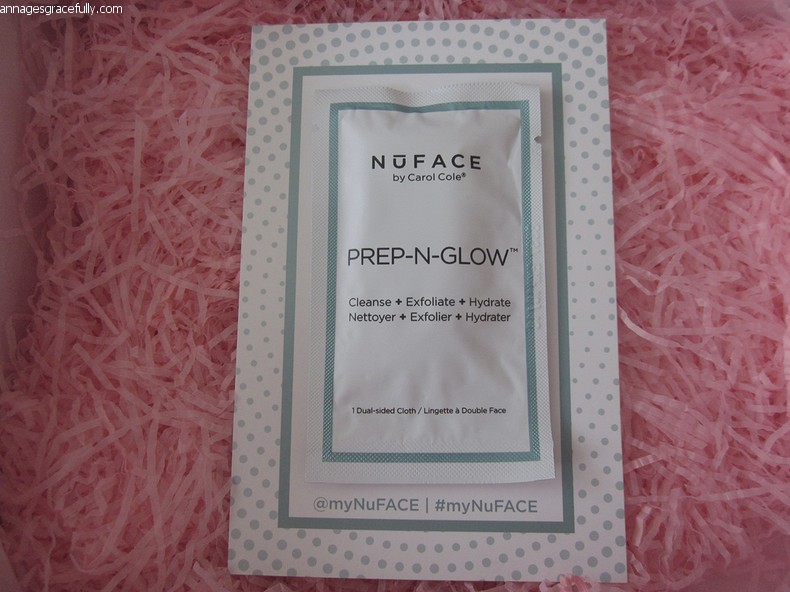 annagesgracefully.com
NūFACE
by Carol Cole®
PREP-N-GLOW™
Cleanse + Exfoliate + Hydrate
Nettoyer + Exfolier + Hydrater
1 Dual-sided Cloth / Lingette à Double Face
@myNuFACE | #myNuFACE